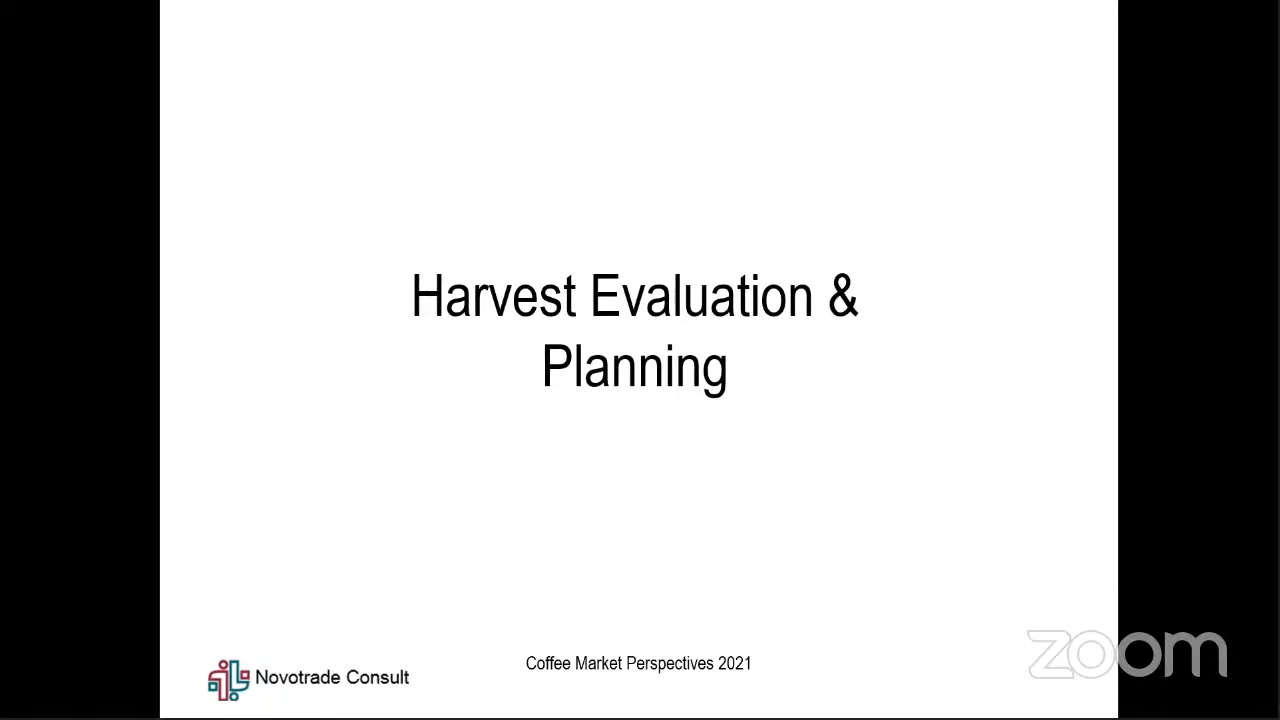 Harvest Evaluation &
Planning
Coffee Market Perspectives 2021
Novotrade Consult
zoom